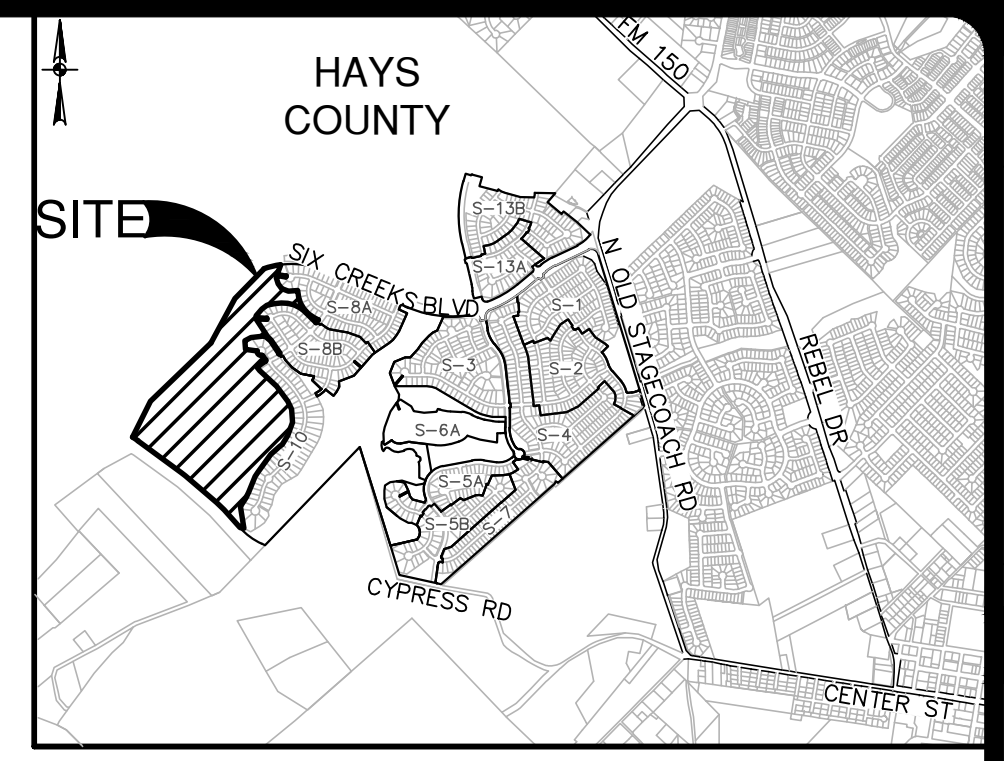 FM 150
HAYS
COUNTY
SITE
S-13B
S-13A
SIX CREEKS BLVD
N OLD STAGECOACH RD
S-8A
S-1
S-8B
S-3
S-2
REBEL DR
S-6A
S-4
S-10
S-5A
S-5B
S-7
CYPRESS RD
CENTER ST